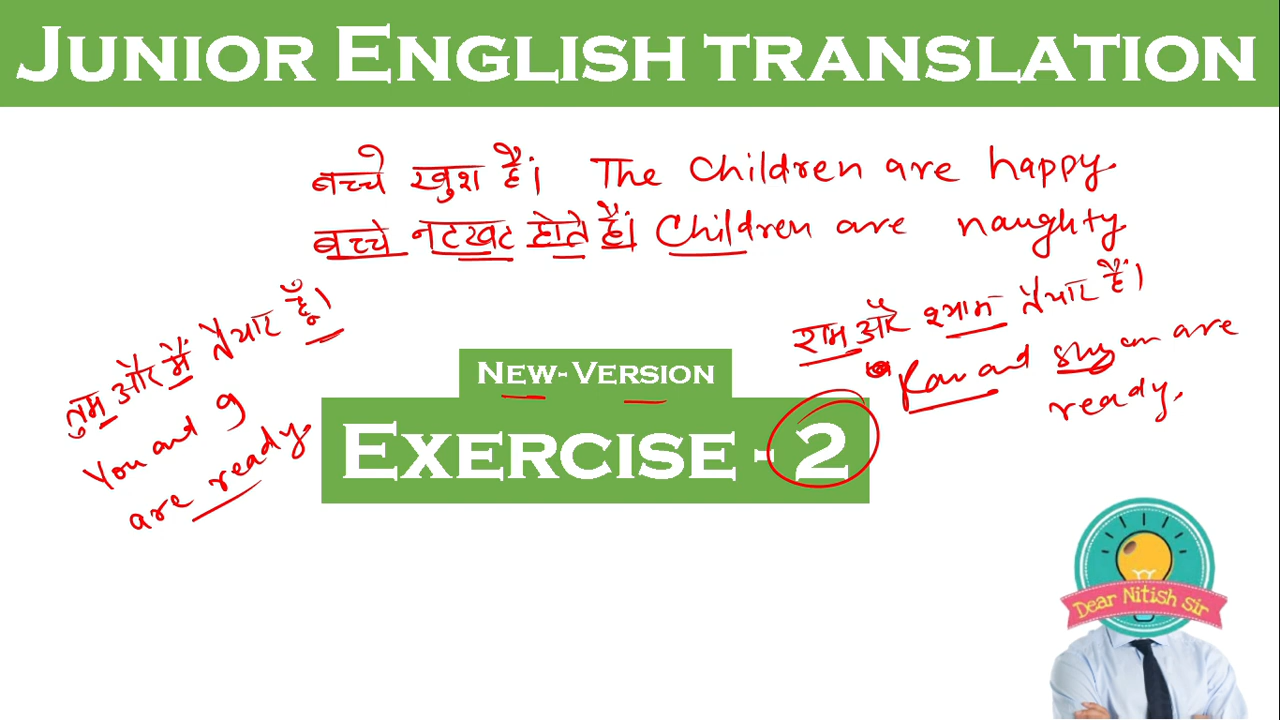 JUNIOR ENGLISH TRANSLATION
बच्चे खुश हैं। The Children are happy.
बच्चे नटखट होते हैं। Children are naughty
तुम और मैं तैयार हूँ।
You and I
are ready.
राम और श्याम तैयार हैं।
Ram and Shyam are
ready.
NEW-VERSION
EXERCISE - 2
Dear Nitish Sir